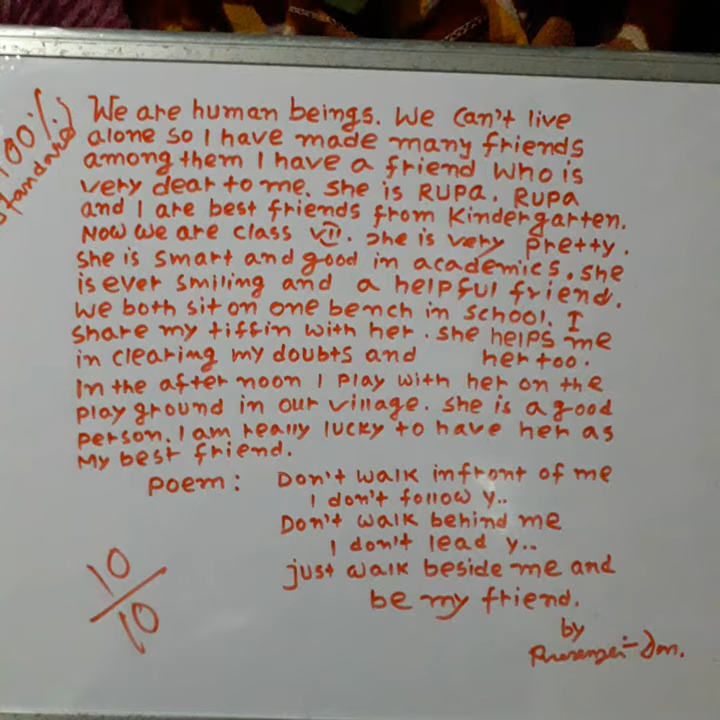 100%
Standard
We are human beings. We can't live
alone so I have made many friends
among them I have a friend who is
very dear to me. She is RUPA. RUPA
and I are best friends from Kindergarten.
Now we are class VII. She is very pretty.
She is smart and good in academics. She
is ever smiling and a helpful friend.
We both sit on one bench in school. I
share my tiffin with her. She helps me
in clearing my doubts and her too.
In the after noon I play with her on the
play ground in our village. She is a good
person. I am really lucky to have her as
My best friend.
Poem: Don't walk infront of me
I don't follow y..
Don't walk behind me
I don't lead y..
just walk beside me and
be my friend.
10/10
by